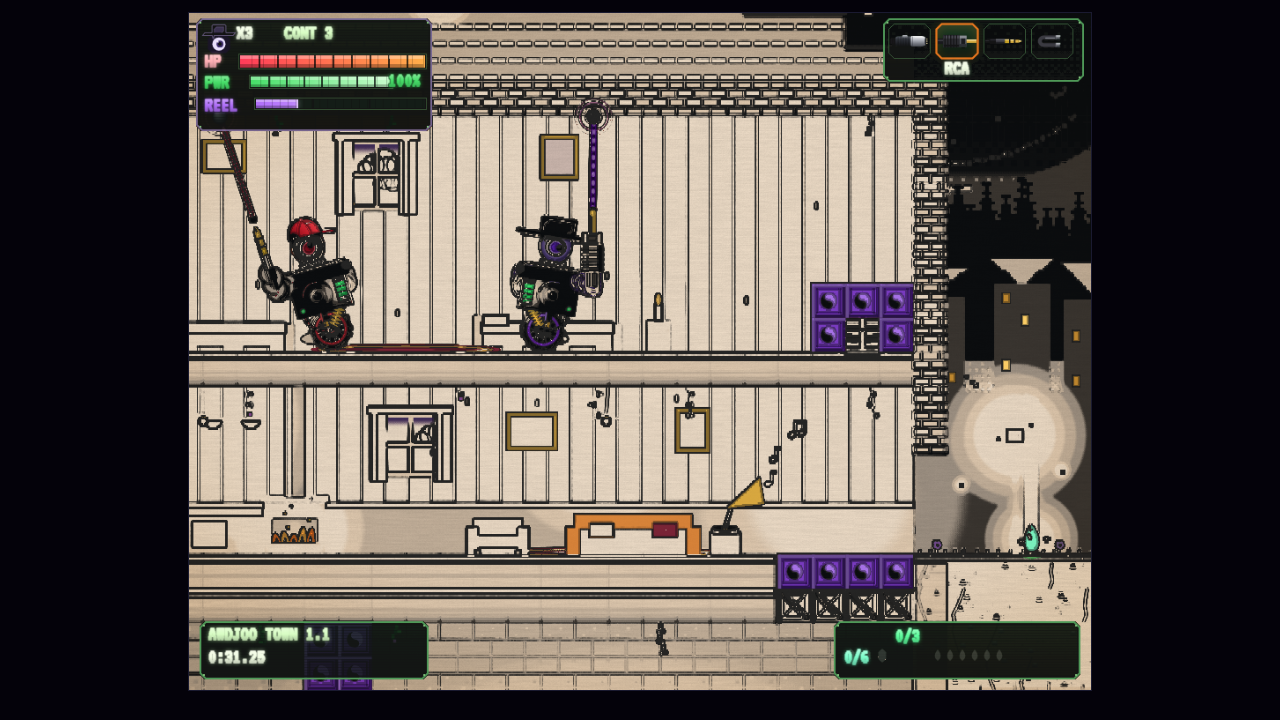 X3 CONT 3
HP
PWR 100%
REEL
RCA
AWDJOO TOWN 1.1
0:31.25
0/3
0/6